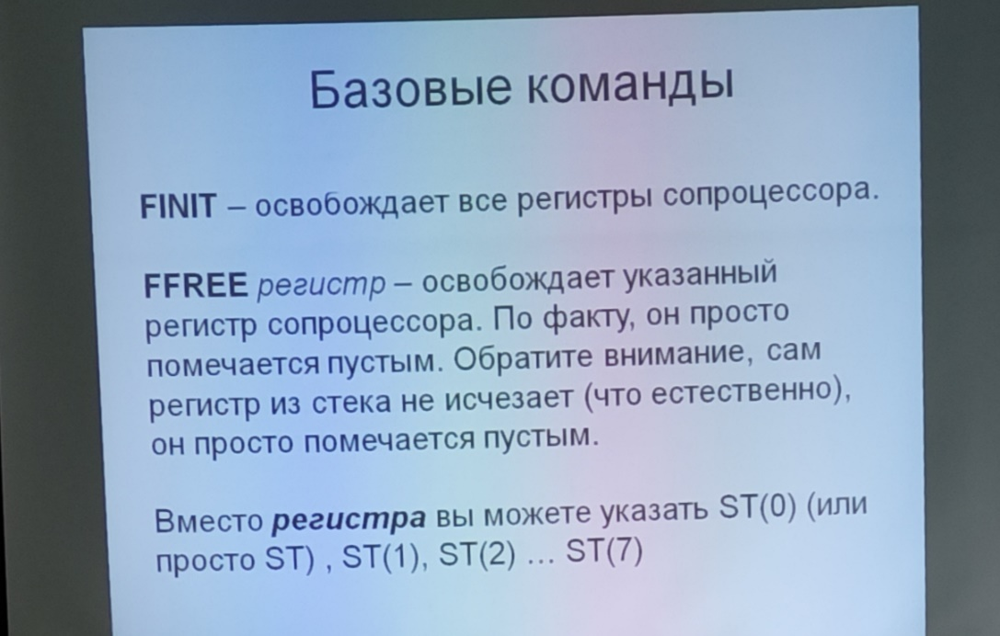 Базовые команды
FINIT – освобождает все регистры сопроцессора.
FFREE регистр – освобождает указанный
регистр сопроцессора. По факту, он просто
помечается пустым. Обратите внимание, сам
регистр из стека не исчезает (что естественно),
он просто помечается пустым.
Вместо регистра вы можете указать ST(0) (или
просто ST) , ST(1), ST(2) ... ST(7)